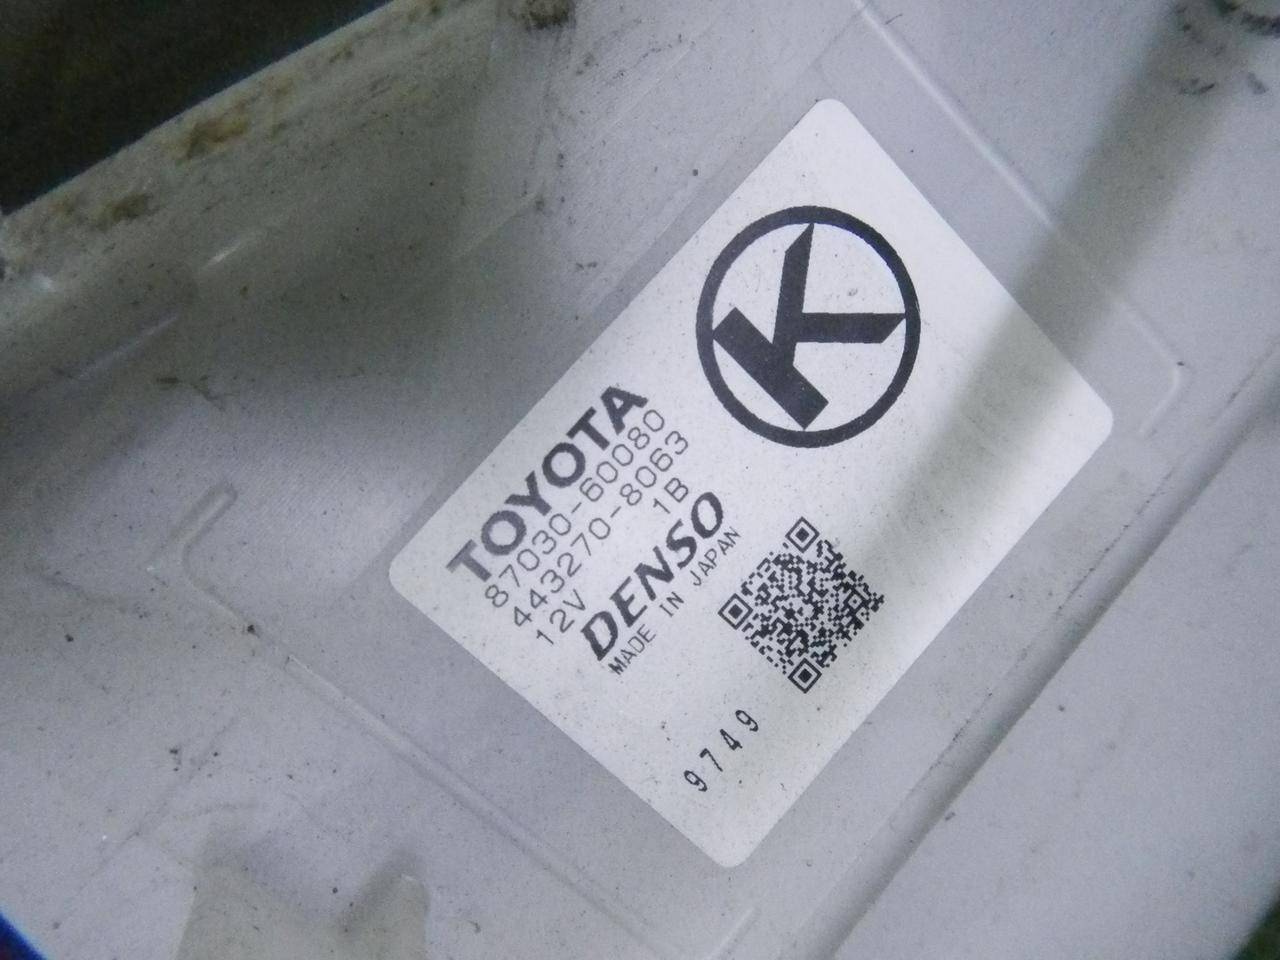 K
TOYOTA
87030-60080
443270-8063
12V 1B
DENSO
MADE IN JAPAN
9749